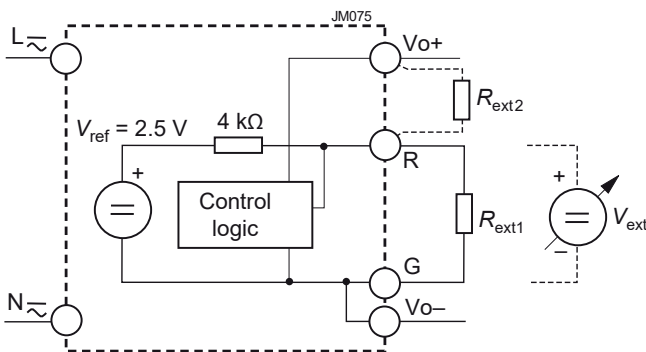 JM075
L
Vo+
Rext2
Vref = 2.5 V
4 kΩ
R
+
Control
logic
Rext1
+
Vext
–
G
N
Vo–